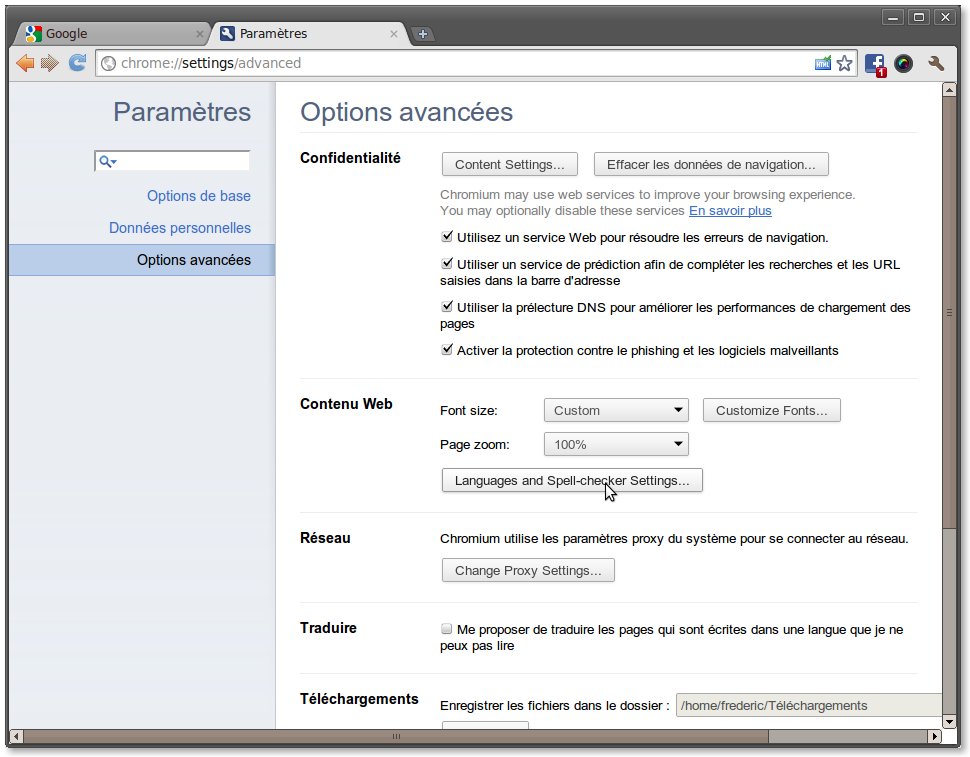 Google
Paramètres
chrome://settings/advanced
HTML
1
Paramètres
Options de base
Données personnelles
Options avancées
Options avancées
Confidentialité
Content Settings...
Effacer les données de navigation...
Chromium may use web services to improve your browsing experience.
You may optionally disable these services En savoir plus
Utilisez un service Web pour résoudre les erreurs de navigation.
Utiliser un service de prédiction afin de compléter les recherches et les URL
saisies dans la barre d'adresse
Utiliser la prélecture DNS pour améliorer les performances de chargement des
pages
Activer la protection contre le phishing et les logiciels malveillants
Contenu Web
Font size:
Custom
Customize Fonts...
Page zoom:
100%
Languages and Spell-checker Settings...
Réseau
Chromium utilise les paramètres proxy du système pour se connecter au réseau.
Change Proxy Settings...
Traduire
Me proposer de traduire les pages qui sont écrites dans une langue que je ne
peux pas lire
Téléchargements
Enregistrer les fichiers dans le dossier :
/home/frederic/Téléchargements